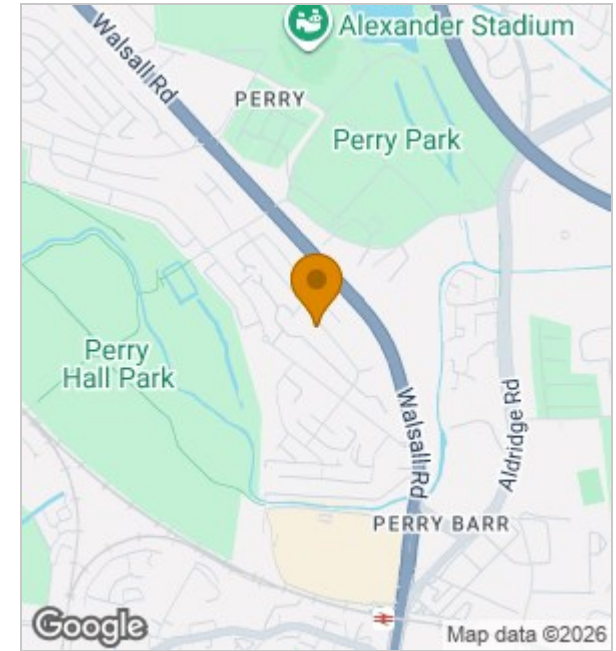 Alexander Stadium
Walsall Rd
PERRY
Perry Park
Perry
Hall Park
Walsall Rd
Aldridge Rd
PERRY BARR
Google
Map data ©2026